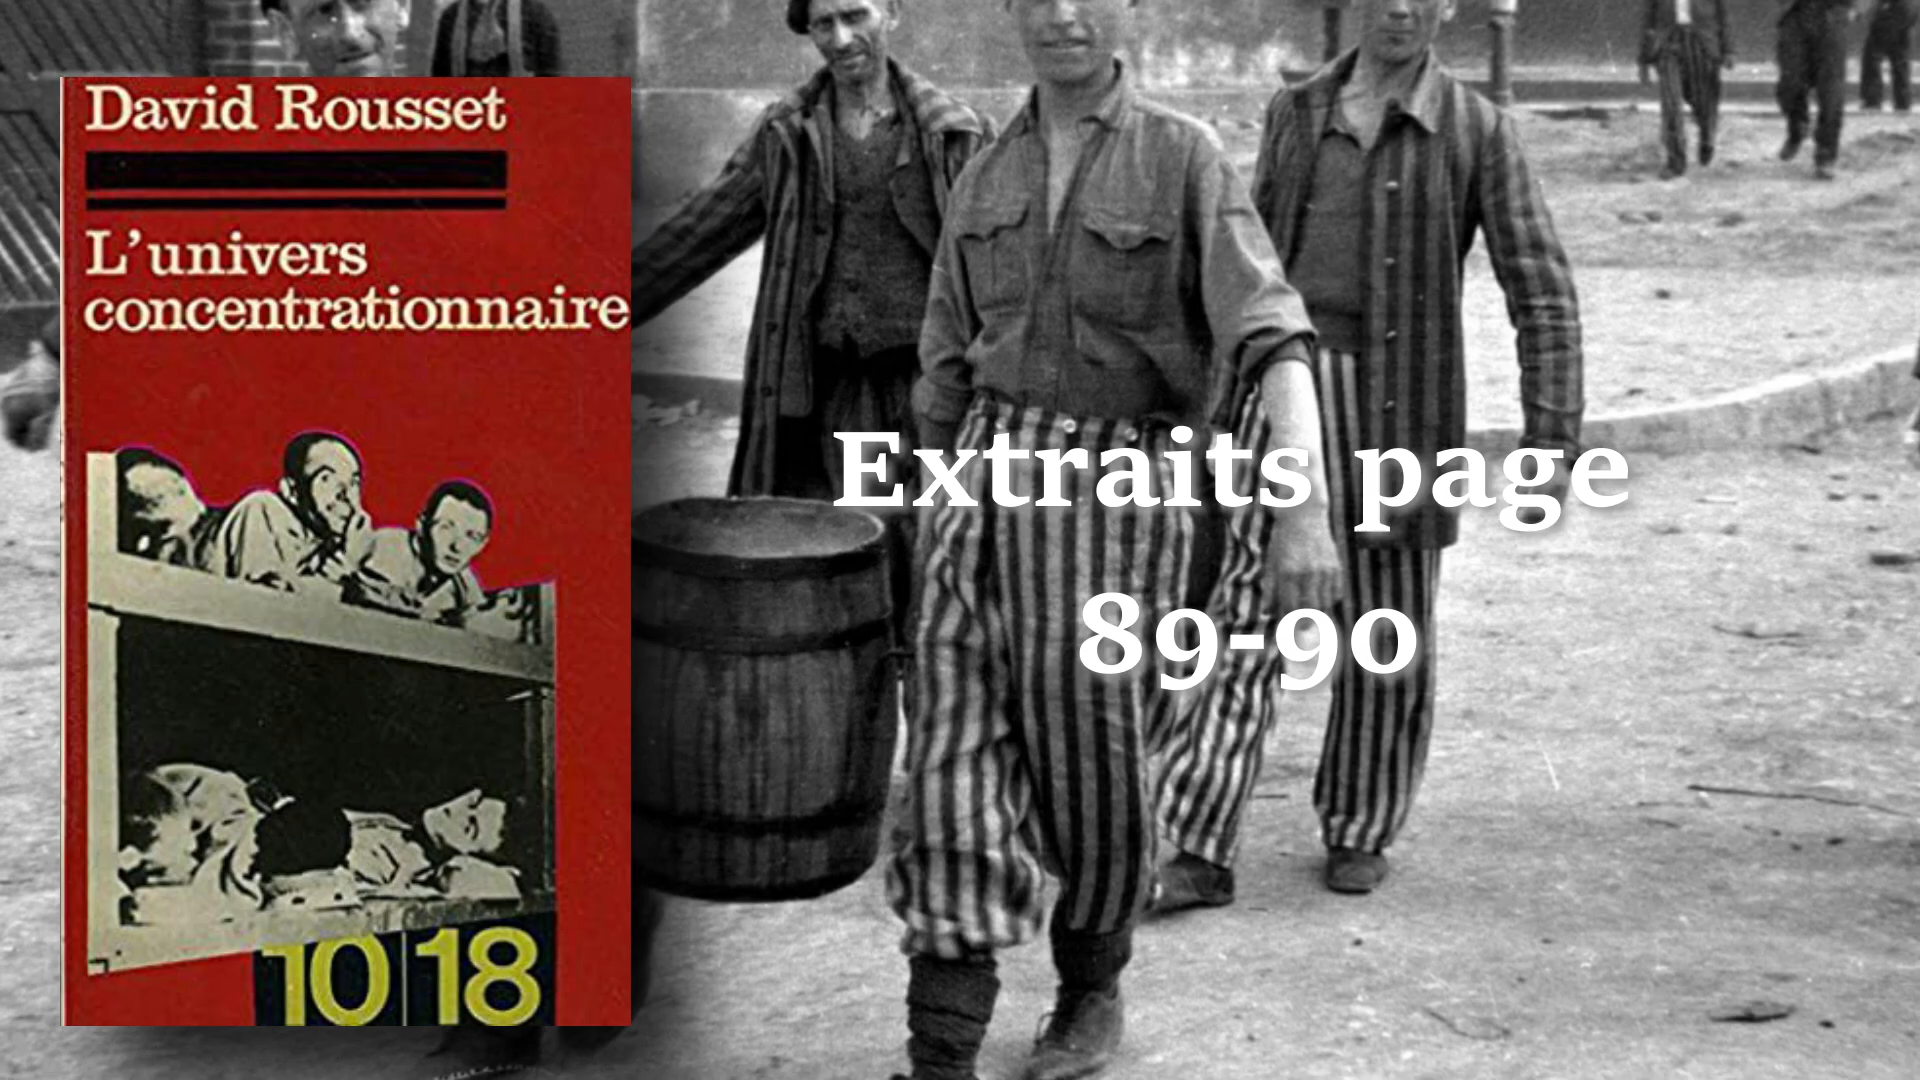 David Rousset
L'univers
concentrationnaire
10 18
Extraits page
89-90